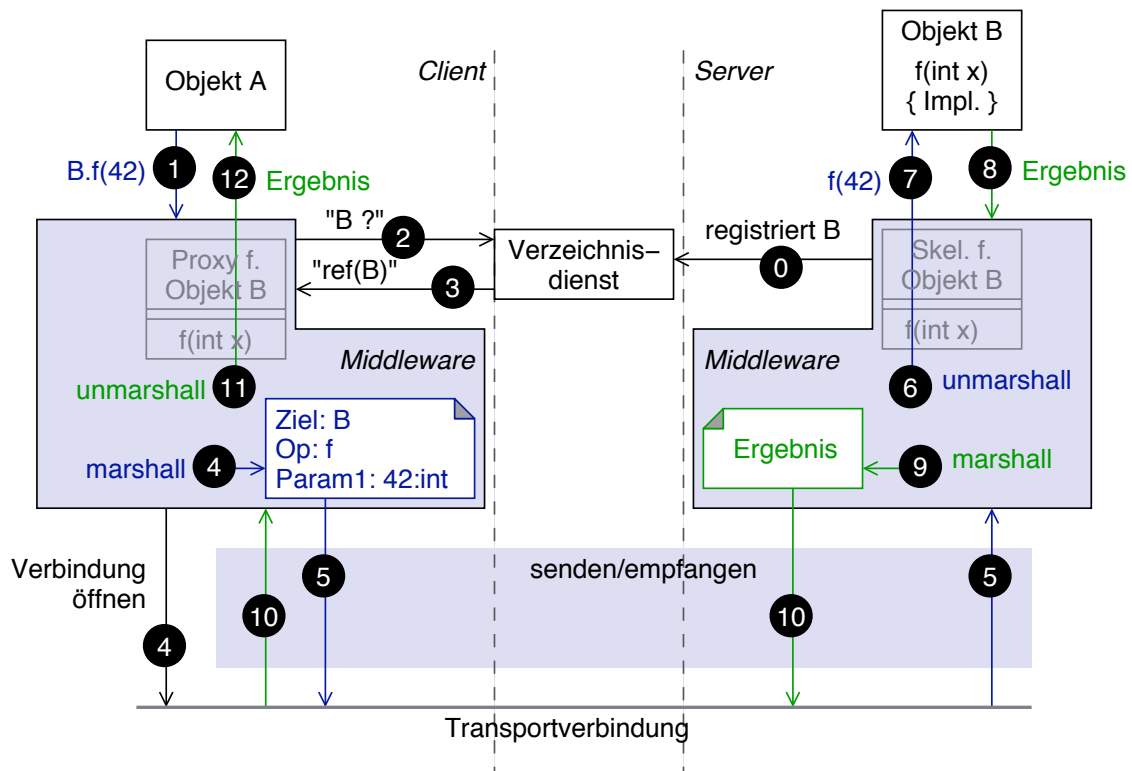 Objekt A
Client
Server
Objekt B
f(int x)
{ Impl. }
B.f(42)
1
12
Ergebnis
f(42)
7
8
Ergebnis
"B ?"
2
"ref(B)"
3
Verzeichnis–
dienst
registriert B
0
Proxy f.
Objekt B
f(int x)
Skel. f.
Objekt B
f(int x)
Middleware
Middleware
unmarshall
11
6
unmarshall
marshall
4
Ziel: B
Op: f
Param1: 42:int
Ergebnis
9
marshall
Verbindung
öffnen
4
10
5
senden/empfangen
10
5
Transportverbindung